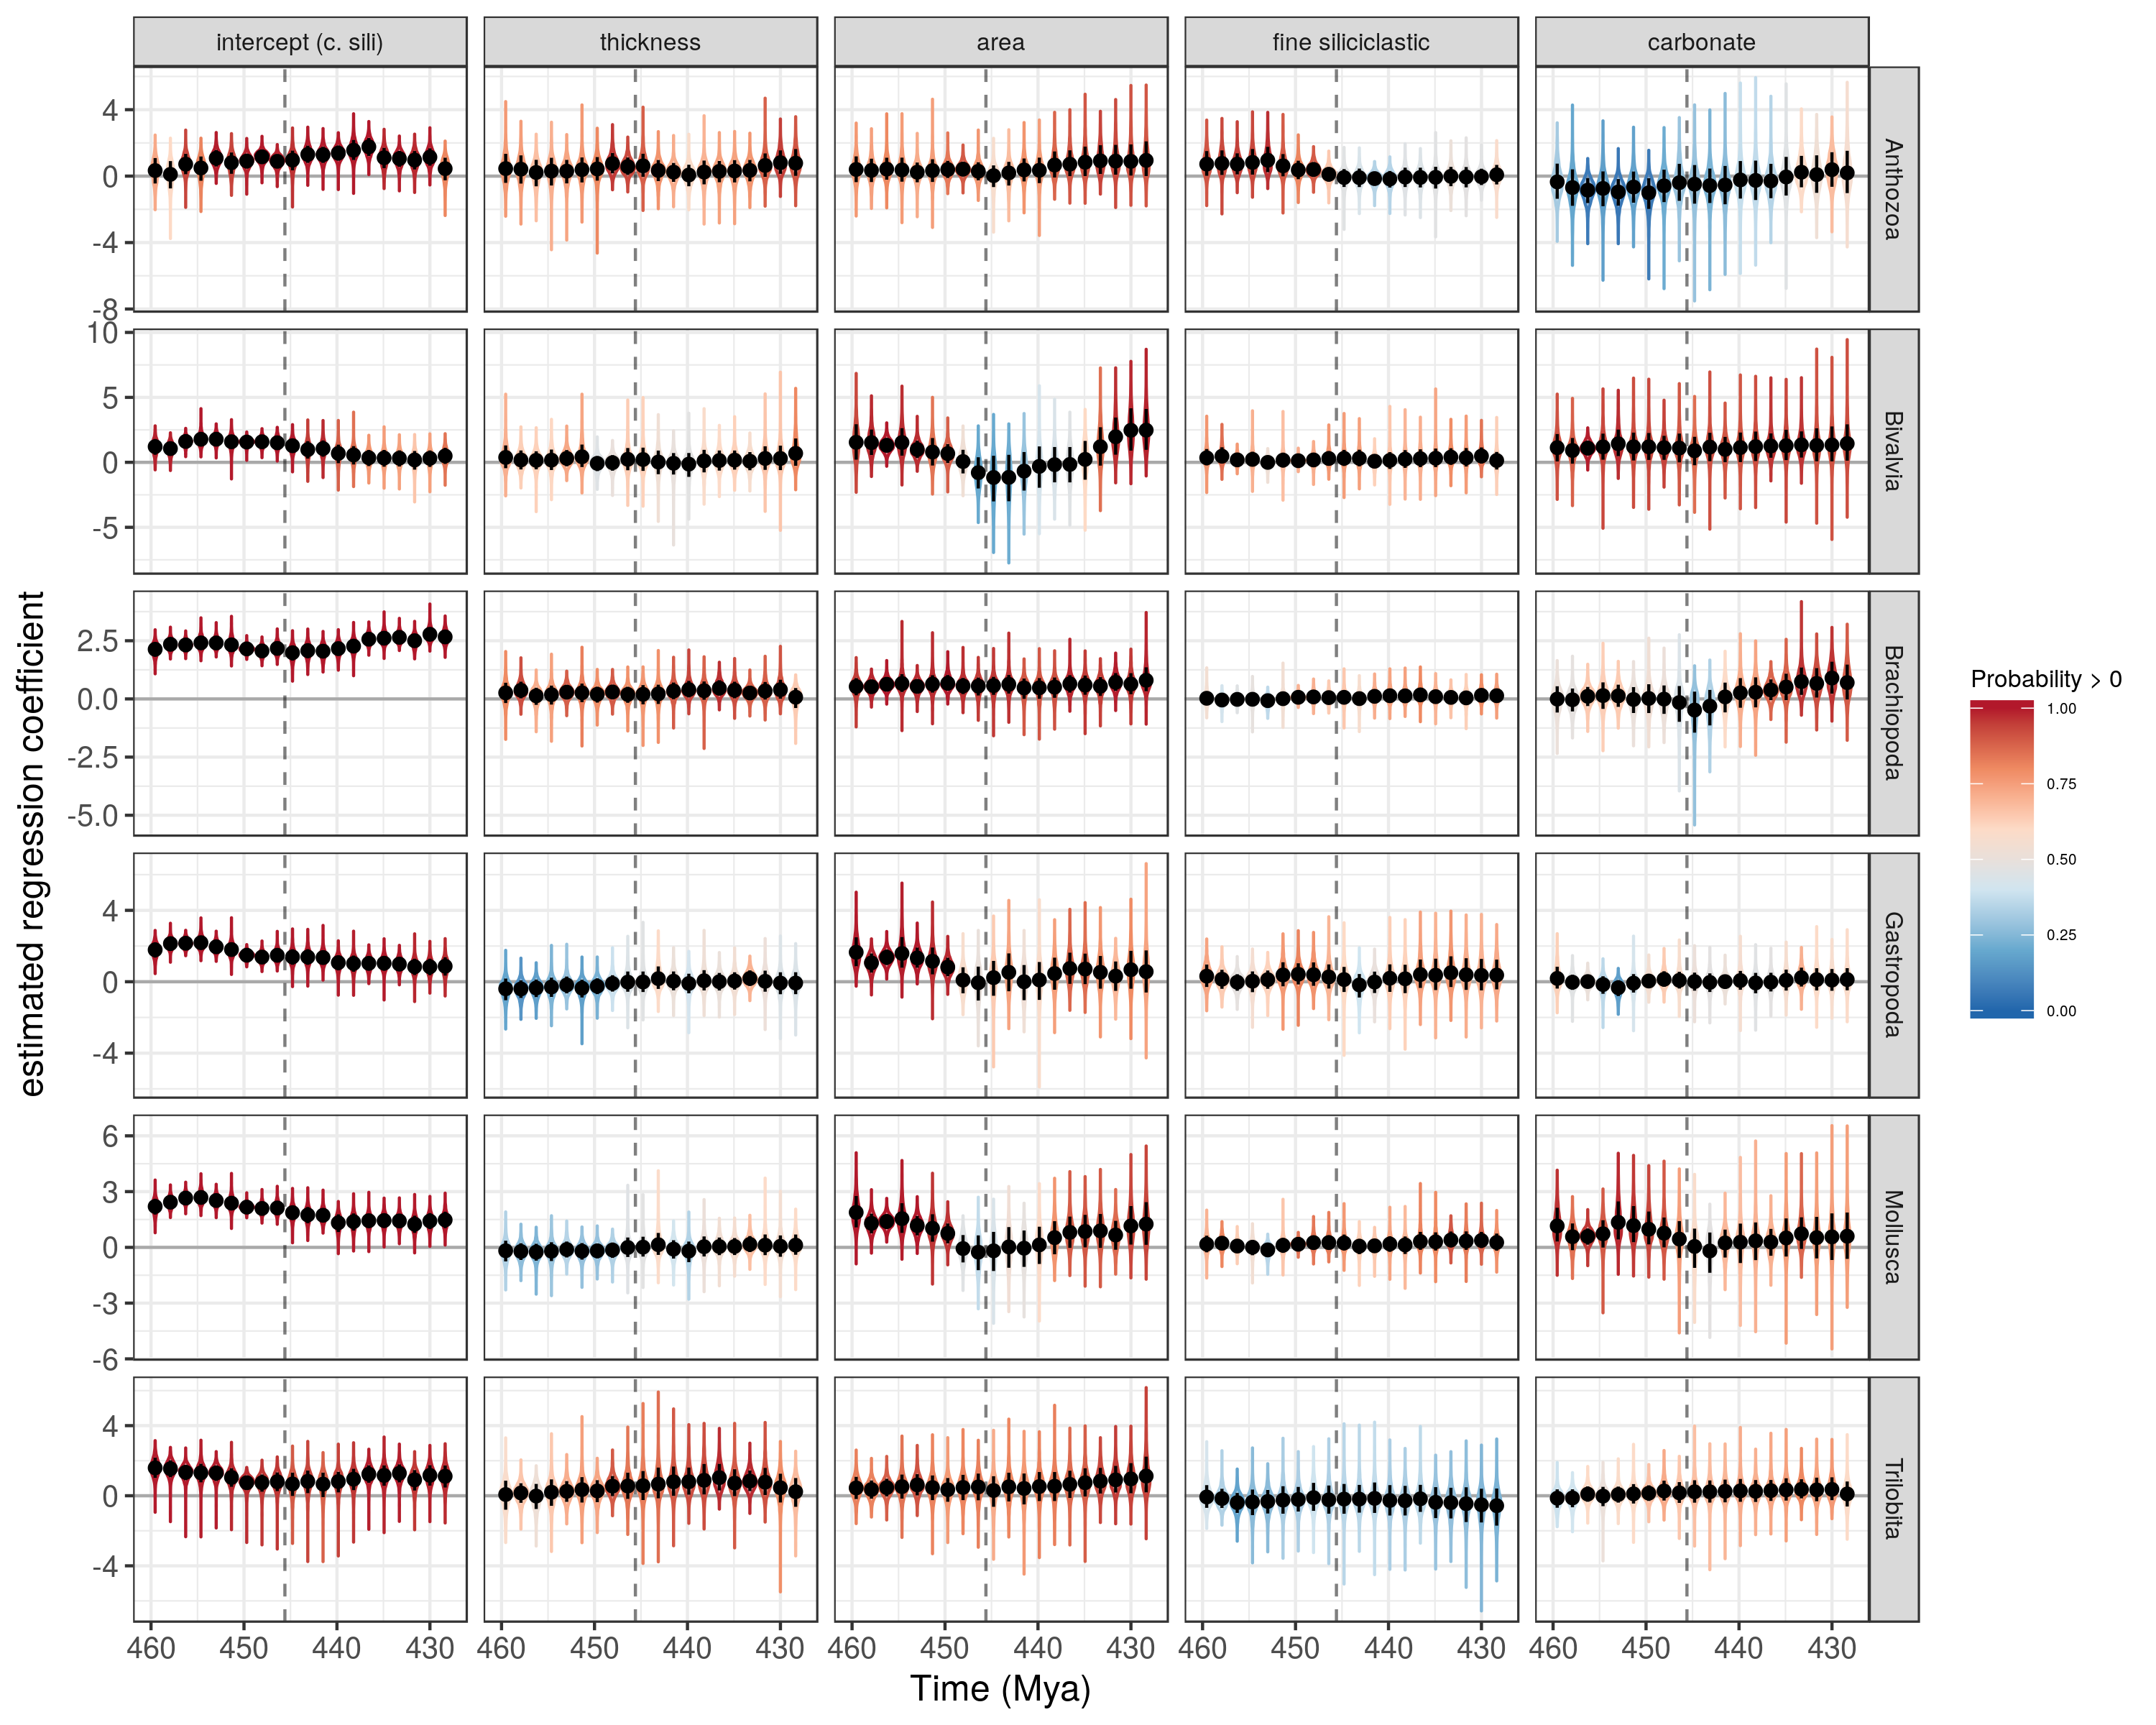 intercept (c. sili) thickness area fine siliciclastic carbonate
4
0
-4
-8
Anthozoa
10
5
0
-5
Bivalvia
2.5
0.0
-2.5
-5.0
Brachiopoda
4
0
-4
Gastropoda
6
3
0
-3
-6
Mollusca
4
0
-4
Trilobita
460 450 440 430 460 450 440 430 460 450 440 430 460 450 440 430 460 450 440 430
Time (Mya)
estimated regression coefficient
Probability > 0
1.00
0.75
0.50
0.25
0.00